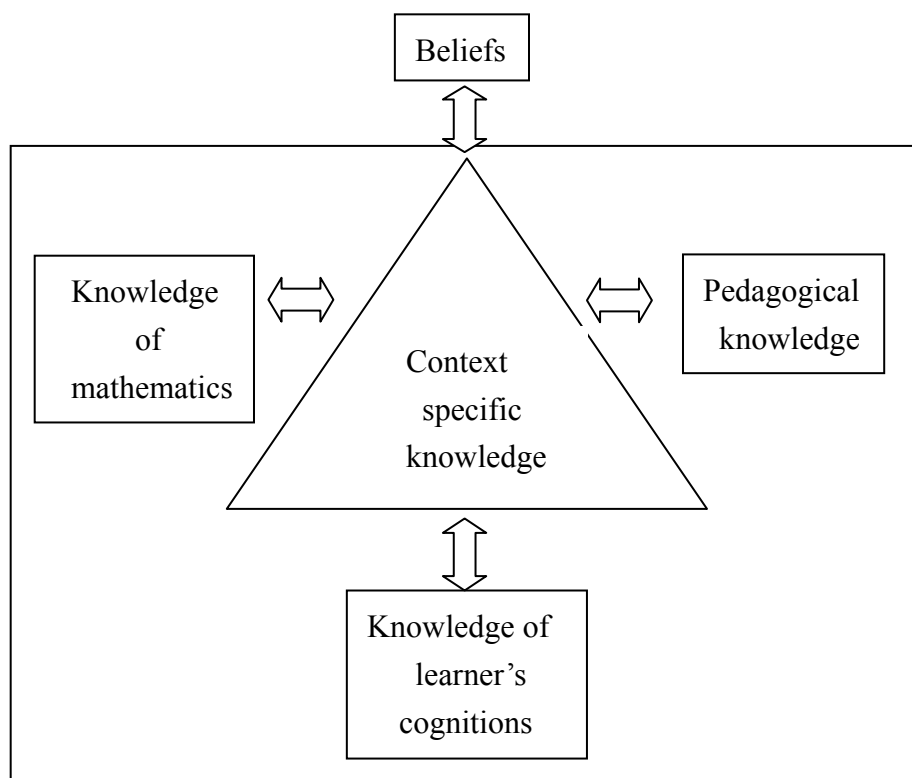 Beliefs
Knowledge
of
mathematics
Pedagogical
knowledge
Context
specific
knowledge
Knowledge of
learner’s
cognitions